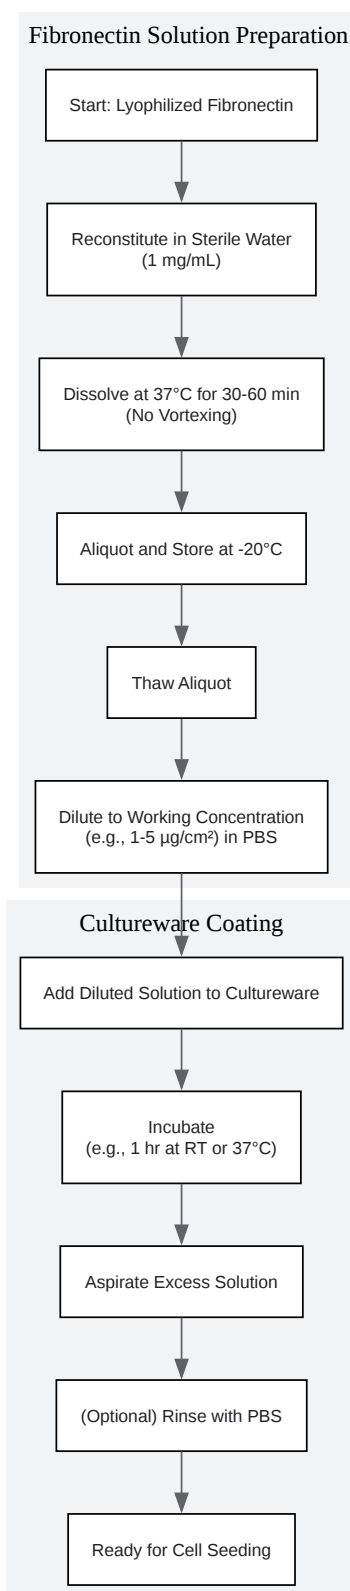 Fibronectin Solution Preparation
Start: Lyophilized Fibronectin
Reconstitute in Sterile Water
(1 mg/mL)
Dissolve at 37°C for 30-60 min
(No Vortexing)
Aliquot and Store at -20°C
Thaw Aliquot
Dilute to Working Concentration
(e.g., 1-5 µg/cm²) in PBS
Cultureware Coating
Add Diluted Solution to Cultureware
Incubate
(e.g., 1 hr at RT or 37°C)
Aspirate Excess Solution
(Optional) Rinse with PBS
Ready for Cell Seeding